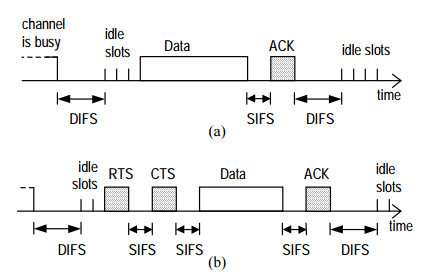 channel
is busy
idle
slots
Data
ACK
idle slots
time
DIFS
SIFS
DIFS
(a)
idle
slots
RTS
CTS
Data
ACK
idle
slots
time
DIFS
SIFS
SIFS
SIFS
DIFS
(b)